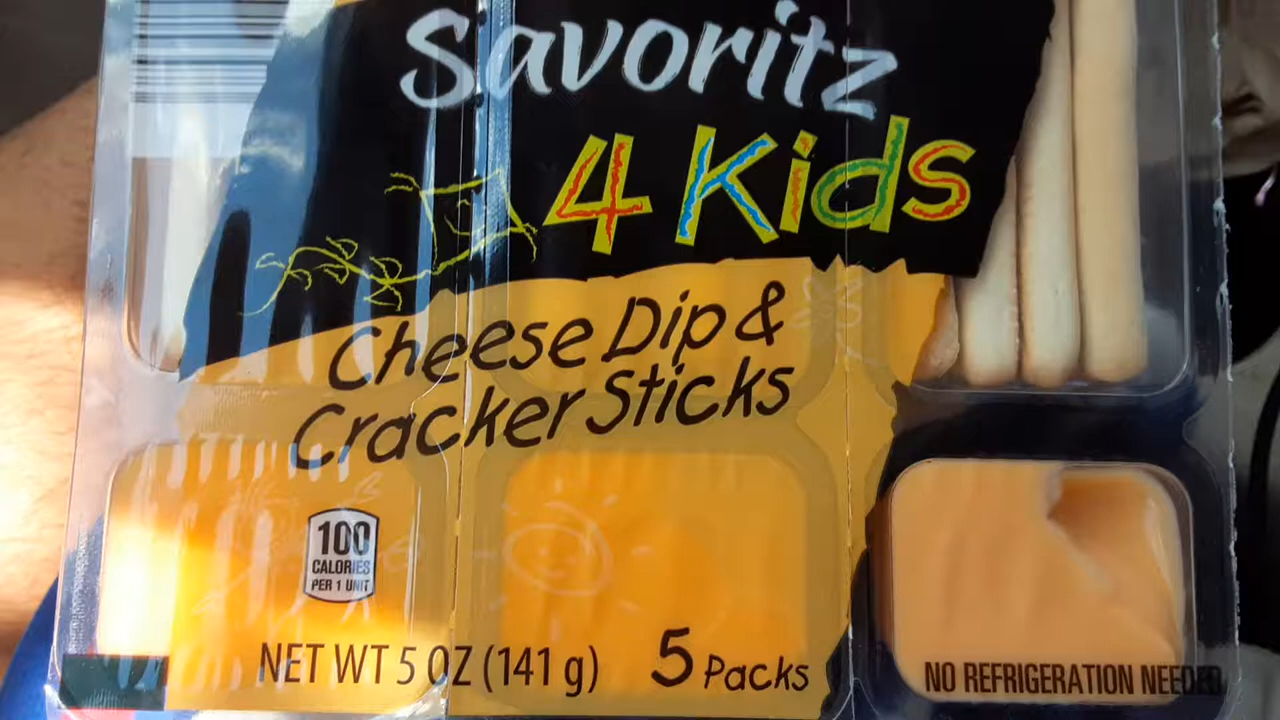 Savoritz
4 Kids
Cheese Dip &
Cracker Sticks
100
CALORIES
PER 1 UNIT
NET WT 5 OZ (141 g) 5 Packs
NO REFRIGERATION NEEDED